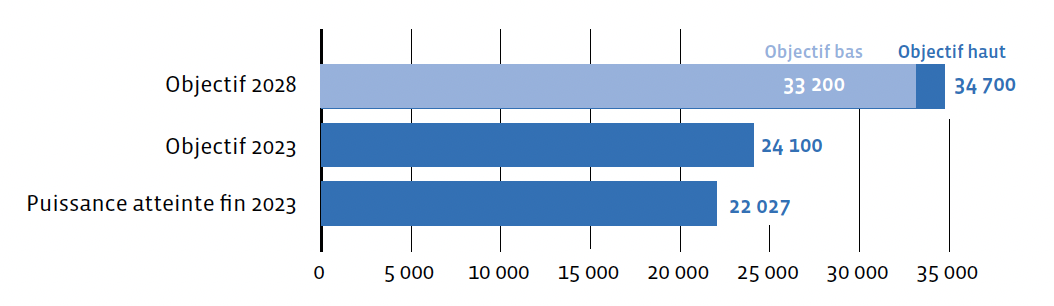 Objectif bas Objectif haut
Objectif 2028 33 200 34 700
Objectif 2023 24 100
Puissance atteinte fin 2023 22 027
0 5 000 10 000 15 000 20 000 25 000 30 000 35 000